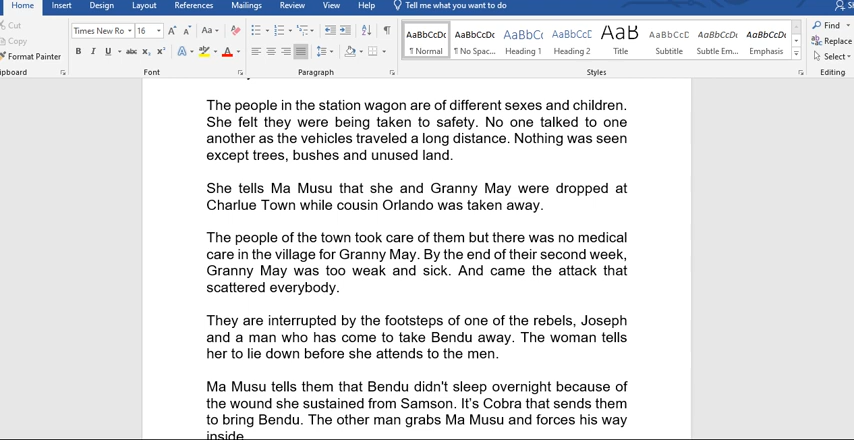 Home Insert Design Layout References Mailings Review View Help Tell me what you want to do
Cut
Copy
Format Painter
Times New Ro 16
Aa
B I U abc x₂ x²
A
AaBbCcDc AaBbCcDc AaBbCc AaBbCcC AaB AaBbCcC AaBbCcDc AaBbCcDc
¶ Normal ¶ No Spac... Heading 1 Heading 2 Title Subtitle Subtle Em... Emphasis
Find
Replace
Select
ipboard Font Paragraph Styles Editing
The people in the station wagon are of different sexes and children.
She felt they were being taken to safety. No one talked to one
another as the vehicles traveled a long distance. Nothing was seen
except trees, bushes and unused land.
She tells Ma Musu that she and Granny May were dropped at
Charlue Town while cousin Orlando was taken away.
The people of the town took care of them but there was no medical
care in the village for Granny May. By the end of their second week,
Granny May was too weak and sick. And came the attack that
scattered everybody.
They are interrupted by the footsteps of one of the rebels, Joseph
and a man who has come to take Bendu away. The woman tells
her to lie down before she attends to the men.
Ma Musu tells them that Bendu didn't sleep overnight because of
the wound she sustained from Samson. It's Cobra that sends them
to bring Bendu. The other man grabs Ma Musu and forces his way
inside